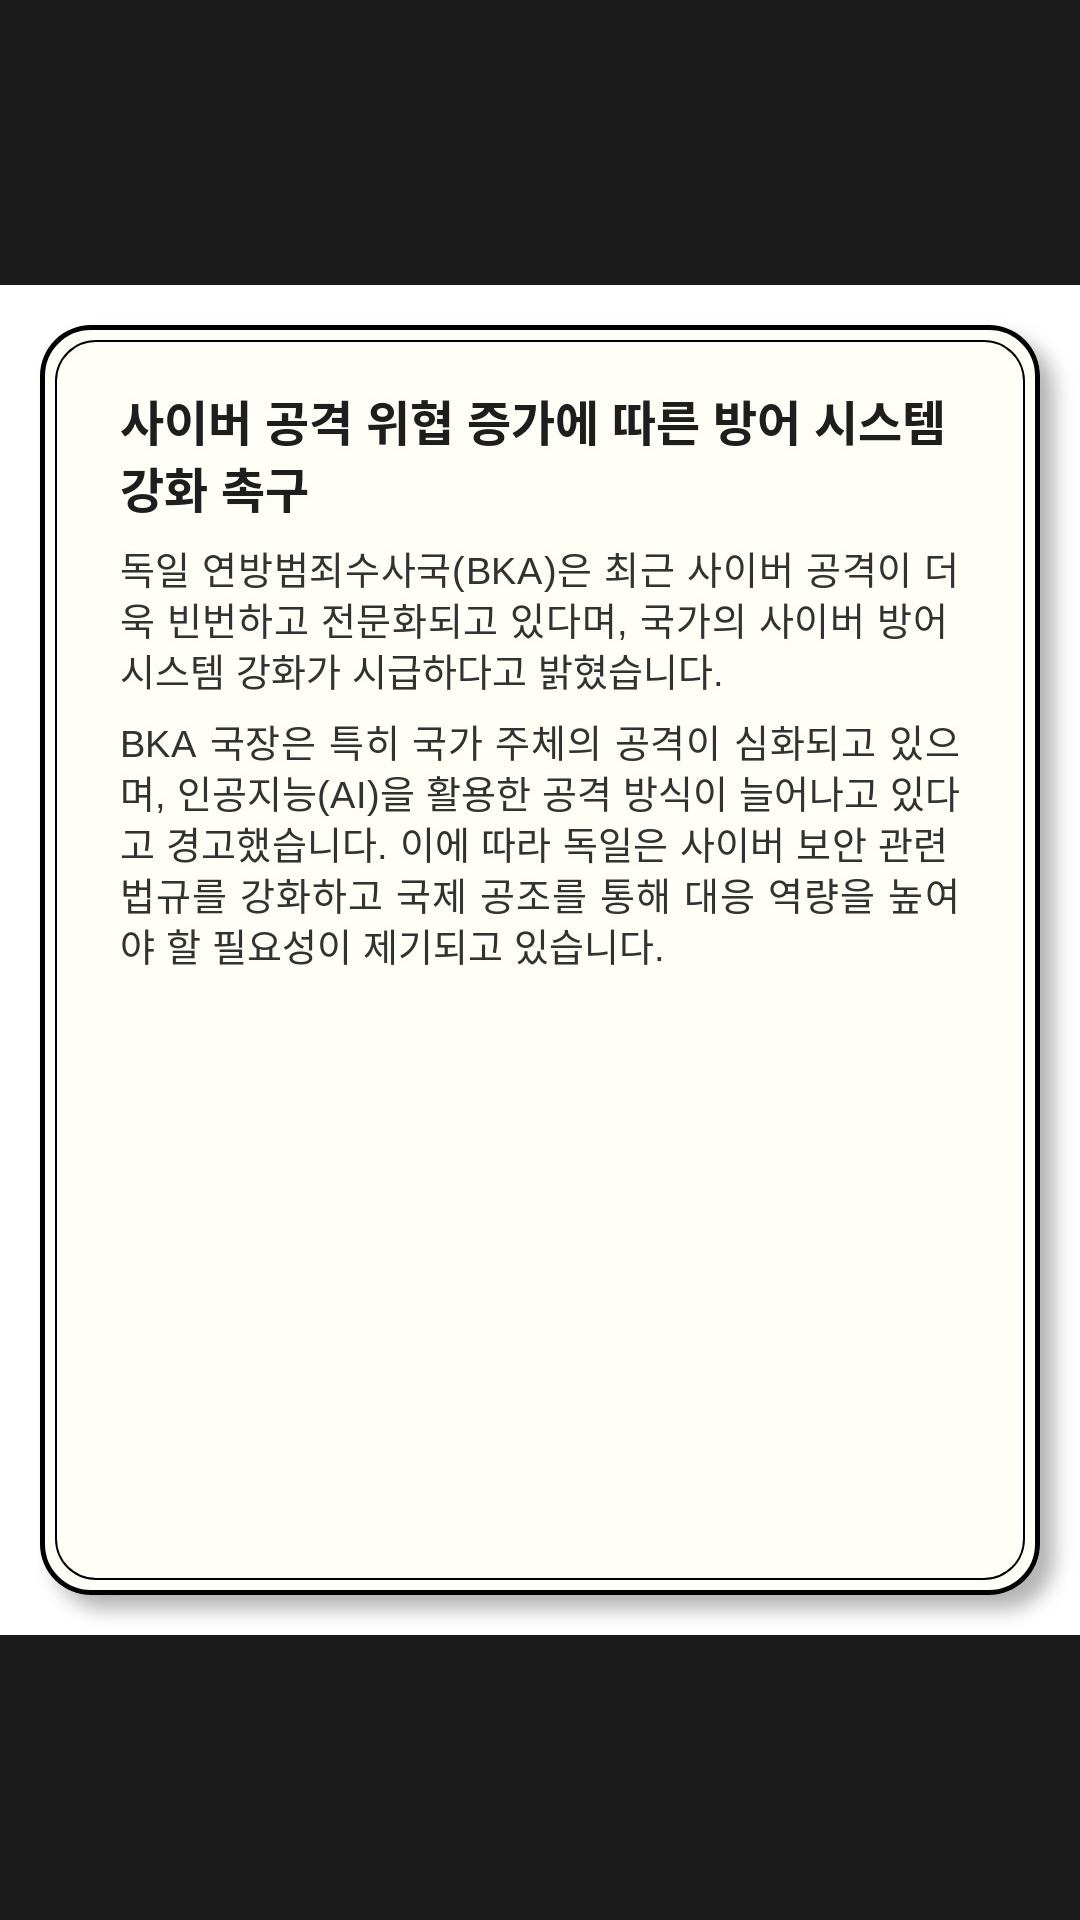 사이버 공격 위협 증가에 따른 방어 시스템
강화 촉구
독일 연방범죄수사국(BKA)은 최근 사이버 공격이 더
욱 빈번하고 전문화되고 있다며, 국가의 사이버 방어
시스템 강화가 시급하다고 밝혔습니다.
BKA 국장은 특히 국가 주체의 공격이 심화되고 있으
며, 인공지능(AI)을 활용한 공격 방식이 늘어나고 있다
고 경고했습니다. 이에 따라 독일은 사이버 보안 관련
법규를 강화하고 국제 공조를 통해 대응 역량을 높여
야 할 필요성이 제기되고 있습니다.